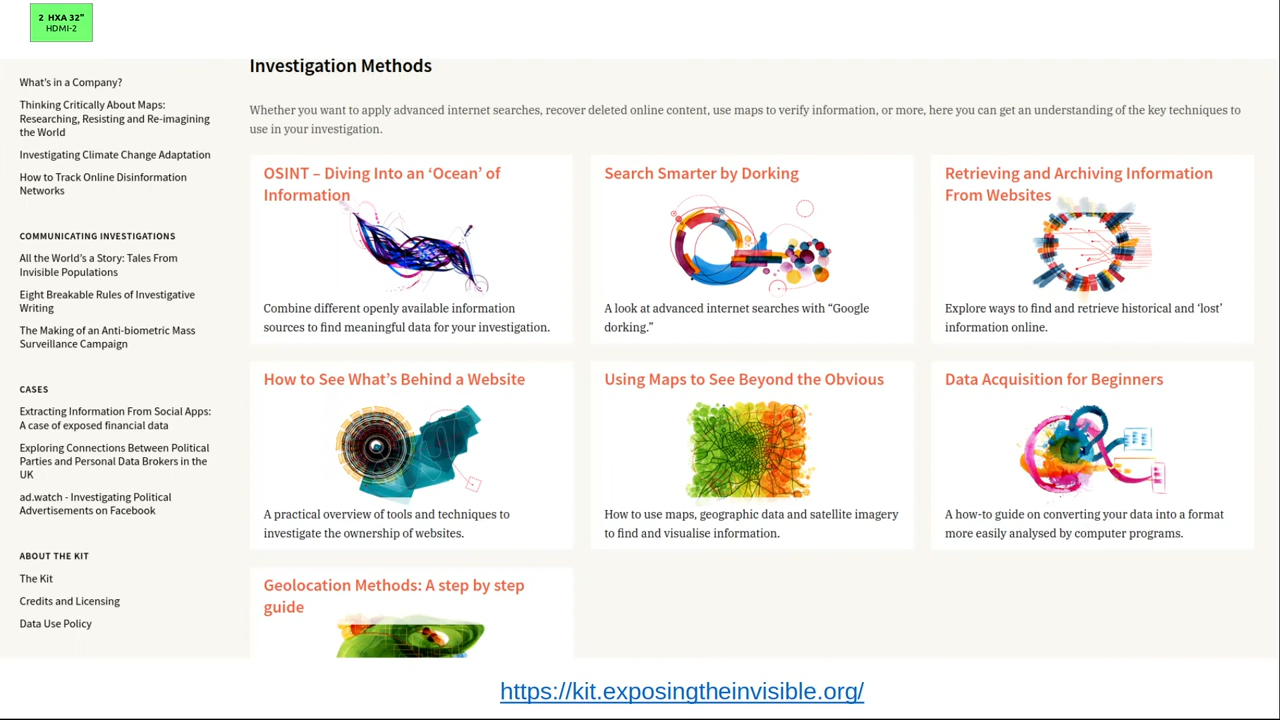 2 HXA 32"
HDMI-2
What's in a Company?
Thinking Critically About Maps:
Researching, Resisting and Re-imagining
the World
Investigating Climate Change Adaptation
How to Track Online Disinformation
Networks
COMMUNICATING INVESTIGATIONS
All the World's a Story: Tales From
Invisible Populations
Eight Breakable Rules of Investigative
Writing
The Making of an Anti-biometric Mass
Surveillance Campaign
CASES
Extracting Information From Social Apps:
A case of exposed financial data
Exploring Connections Between Political
Parties and Personal Data Brokers in the
UK
ad.watch - Investigating Political
Advertisements on Facebook
ABOUT THE KIT
The Kit
Credits and Licensing
Data Use Policy
Investigation Methods
Whether you want to apply advanced internet searches, recover deleted online content, use maps to verify information, or more, here you can get an understanding of the key techniques to
use in your investigation.
OSINT – Diving Into an ‘Ocean’ of
Information
Combine different openly available information
sources to find meaningful data for your investigation.
Search Smarter by Dorking
A look at advanced internet searches with “Google
dorking.”
Retrieving and Archiving Information
From Websites
Explore ways to find and retrieve historical and ‘lost’
information online.
How to See What’s Behind a Website
A practical overview of tools and techniques to
investigate the ownership of websites.
Using Maps to See Beyond the Obvious
How to use maps, geographic data and satellite imagery
to find and visualise information.
Data Acquisition for Beginners
A how-to guide on converting your data into a format
more easily analysed by computer programs.
Geolocation Methods: A step by step
guide
https://kit.exposingtheinvisible.org/